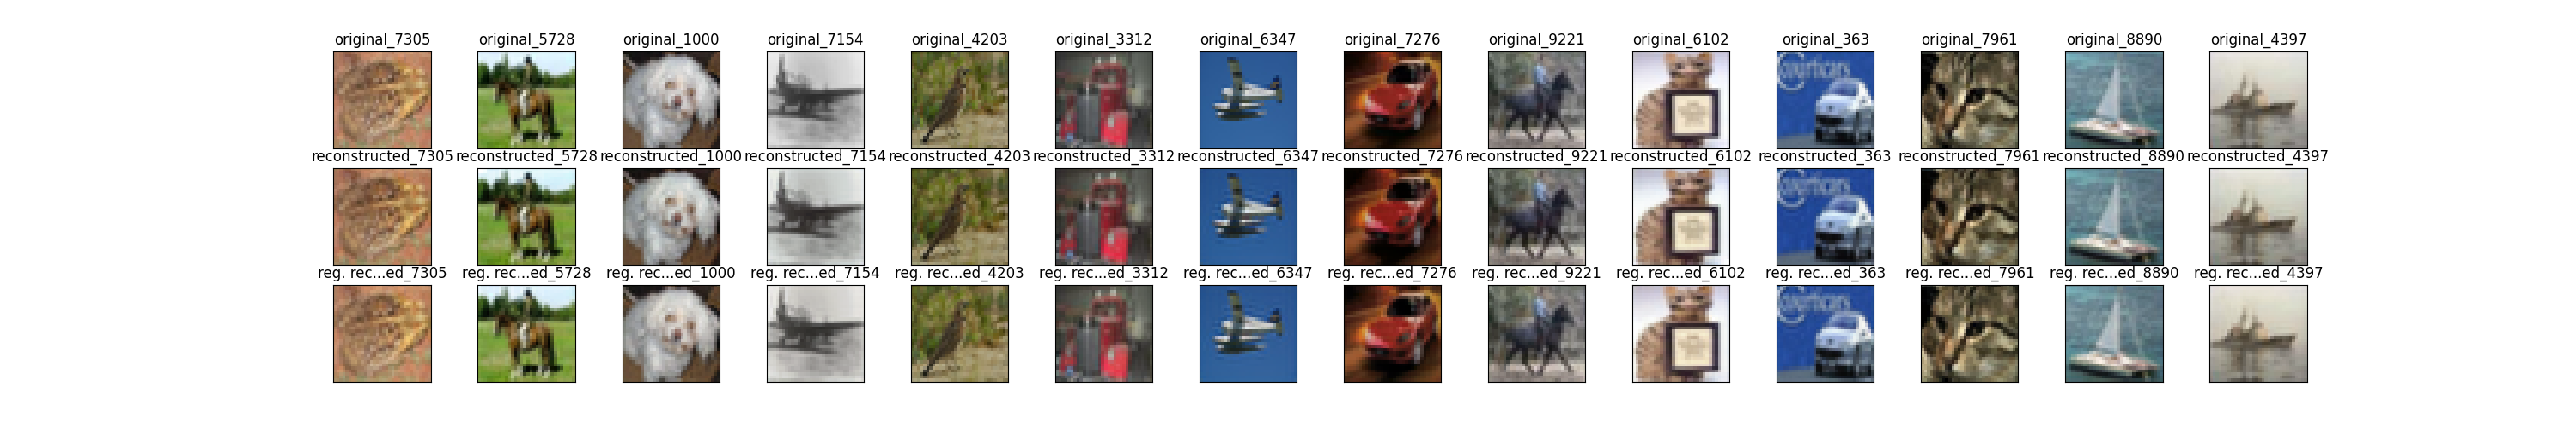 original_7305 original_5728 original_1000 original_7154 original_4203 original_3312 original_6347 original_7276 original_9221 original_6102 original_363 original_7961 original_8890 original_4397
reconstructed_7305 reconstructed_5728 reconstructed_1000 reconstructed_7154 reconstructed_4203 reconstructed_3312 reconstructed_6347 reconstructed_7276 reconstructed_9221 reconstructed_6102 reconstructed_363 reconstructed_7961 reconstructed_8890 reconstructed_4397
reg. rec...ed_7305 reg. rec...ed_5728 reg. rec...ed_1000 reg. rec...ed_7154 reg. rec...ed_4203 reg. rec...ed_3312 reg. rec...ed_6347 reg. rec...ed_7276 reg. rec...ed_9221 reg. rec...ed_6102 reg. rec...ed_363 reg. rec...ed_7961 reg. rec...ed_8890 reg. rec...ed_4397